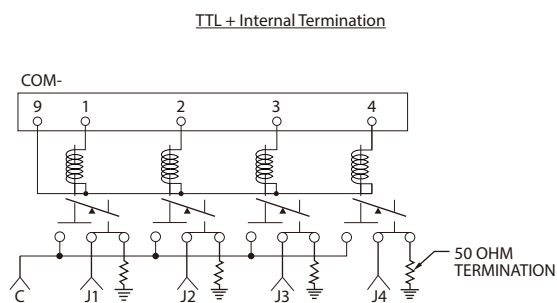 TTL + Internal Termination
COM-
9 1 2 3 4
50 OHM
TERMINATION
C J1 J2 J3 J4